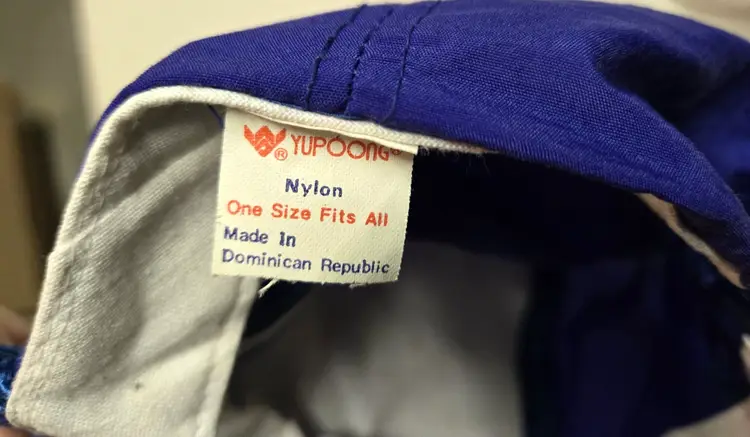 ® YUPOONG®
Nylon
One Size Fits All
Made In
Dominican Republic